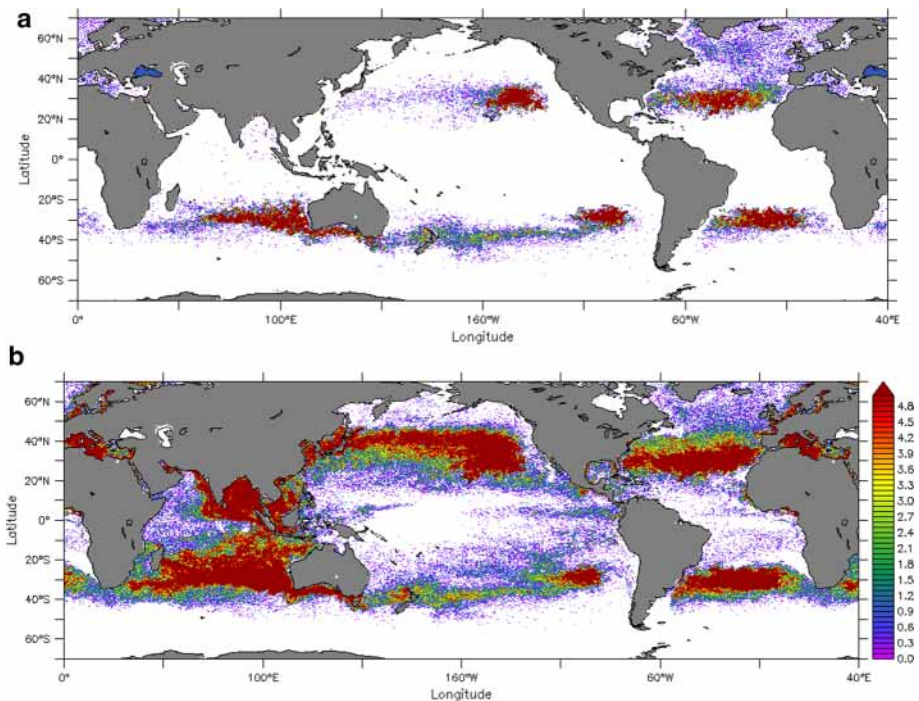 a
60°N
40°N
20°N
0°
20°S
40°S
60°S
Latitude
0°
100°E
160°W
60°W
40°E
Longitude
b
60°N
40°N
20°N
0°
20°S
40°S
60°S
Latitude
0°
100°E
160°W
60°W
40°E
Longitude
4.8
4.5
4.2
3.9
3.6
3.3
3.0
2.7
2.4
2.1
1.8
1.5
1.2
0.9
0.6
0.3
0.0